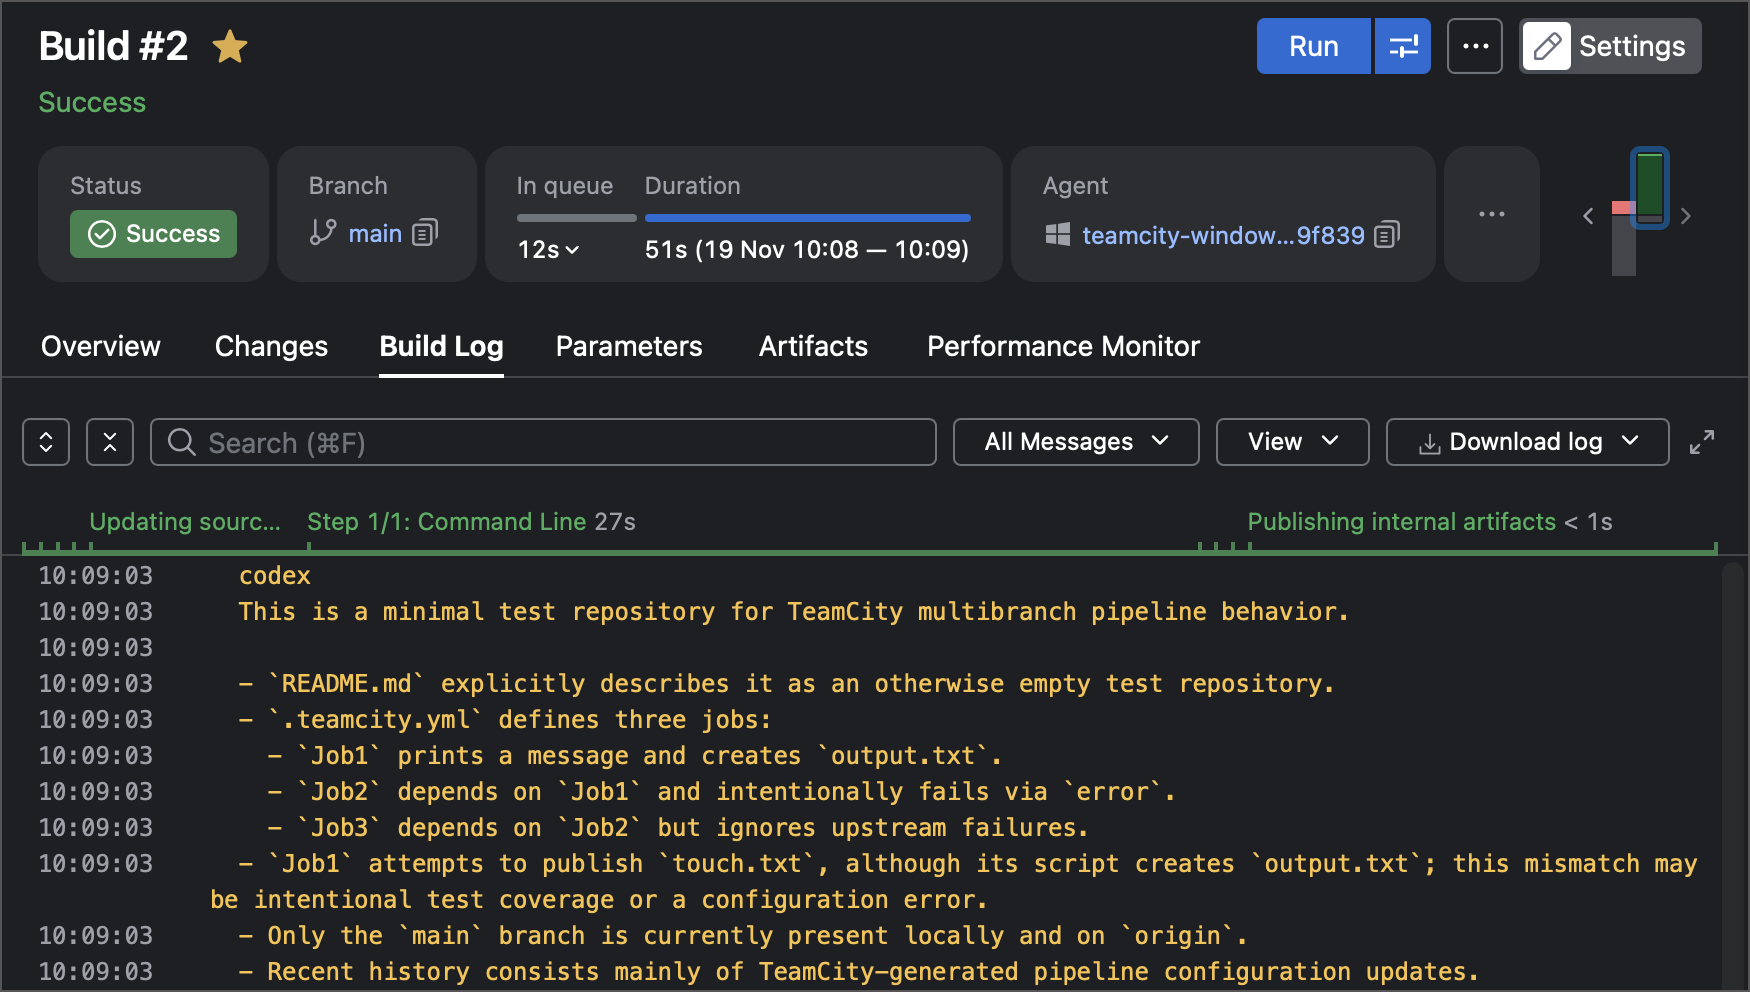 Build #2
Run
Settings
Success
Status
Success
Branch
main
In queue
12s
Duration
51s (19 Nov 10:08 — 10:09)
Agent
teamcity-window...9f839
Overview
Changes
Build Log
Parameters
Artifacts
Performance Monitor
Search (⌘F)
All Messages
View
Download log
Updating sourc...
Step 1/1: Command Line 27s
Publishing internal artifacts < 1s
10:09:03 codex
10:09:03 This is a minimal test repository for TeamCity multibranch pipeline behavior.
10:09:03
10:09:03 - `README.md` explicitly describes it as an otherwise empty test repository.
10:09:03 - `.teamcity.yml` defines three jobs:
10:09:03 - `Job1` prints a message and creates `output.txt`.
10:09:03 - `Job2` depends on `Job1` and intentionally fails via `error`.
10:09:03 - `Job3` depends on `Job2` but ignores upstream failures.
10:09:03 - `Job1` attempts to publish `touch.txt`, although its script creates `output.txt`; this mismatch may
be intentional test coverage or a configuration error.
10:09:03 - Only the `main` branch is currently present locally and on `origin`.
10:09:03 - Recent history consists mainly of TeamCity-generated pipeline configuration updates.